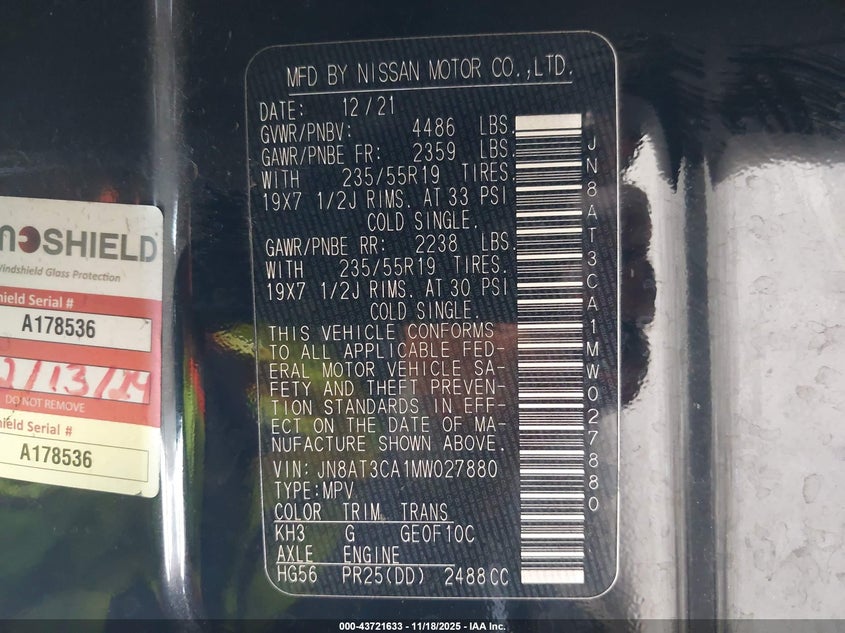 MFD BY NISSAN MOTOR CO.,LTD.
DATE: 12/21
GVWR/PNBV: 4486 LBS.
GAWR/PNBE FR: 2359 LBS.
WITH 235/55R19 TIRES.
19X7 1/2J RIMS. AT 33 PSI
COLD SINGLE.
GAWR/PNBE RR: 2238 LBS.
WITH 235/55R19 TIRES.
19X7 1/2J RIMS. AT 30 PSI
COLD SINGLE.
THIS VEHICLE CONFORMS
TO ALL APPLICABLE FED-
ERAL MOTOR VEHICLE SA-
FETY AND THEFT PREVEN-
TION STANDARDS IN EFF-
ECT ON THE DATE OF MA-
NUFACTURE SHOWN ABOVE.
VIN: JN8AT3CA1MW027880
TYPE:MPV
COLOR TRIM TRANS
KH3 G GE0F10C
AXLE ENGINE
HG56 PR25(DD) 2488CC
JN8AT3CA1MW027880
NOSHIELD
Windshield Glass Protection
hield Serial #
A178536
/13/24
DO NOT REMOVE
hield Serial #
A178536
000-43721633 - 11/18/2025 - IAA Inc.